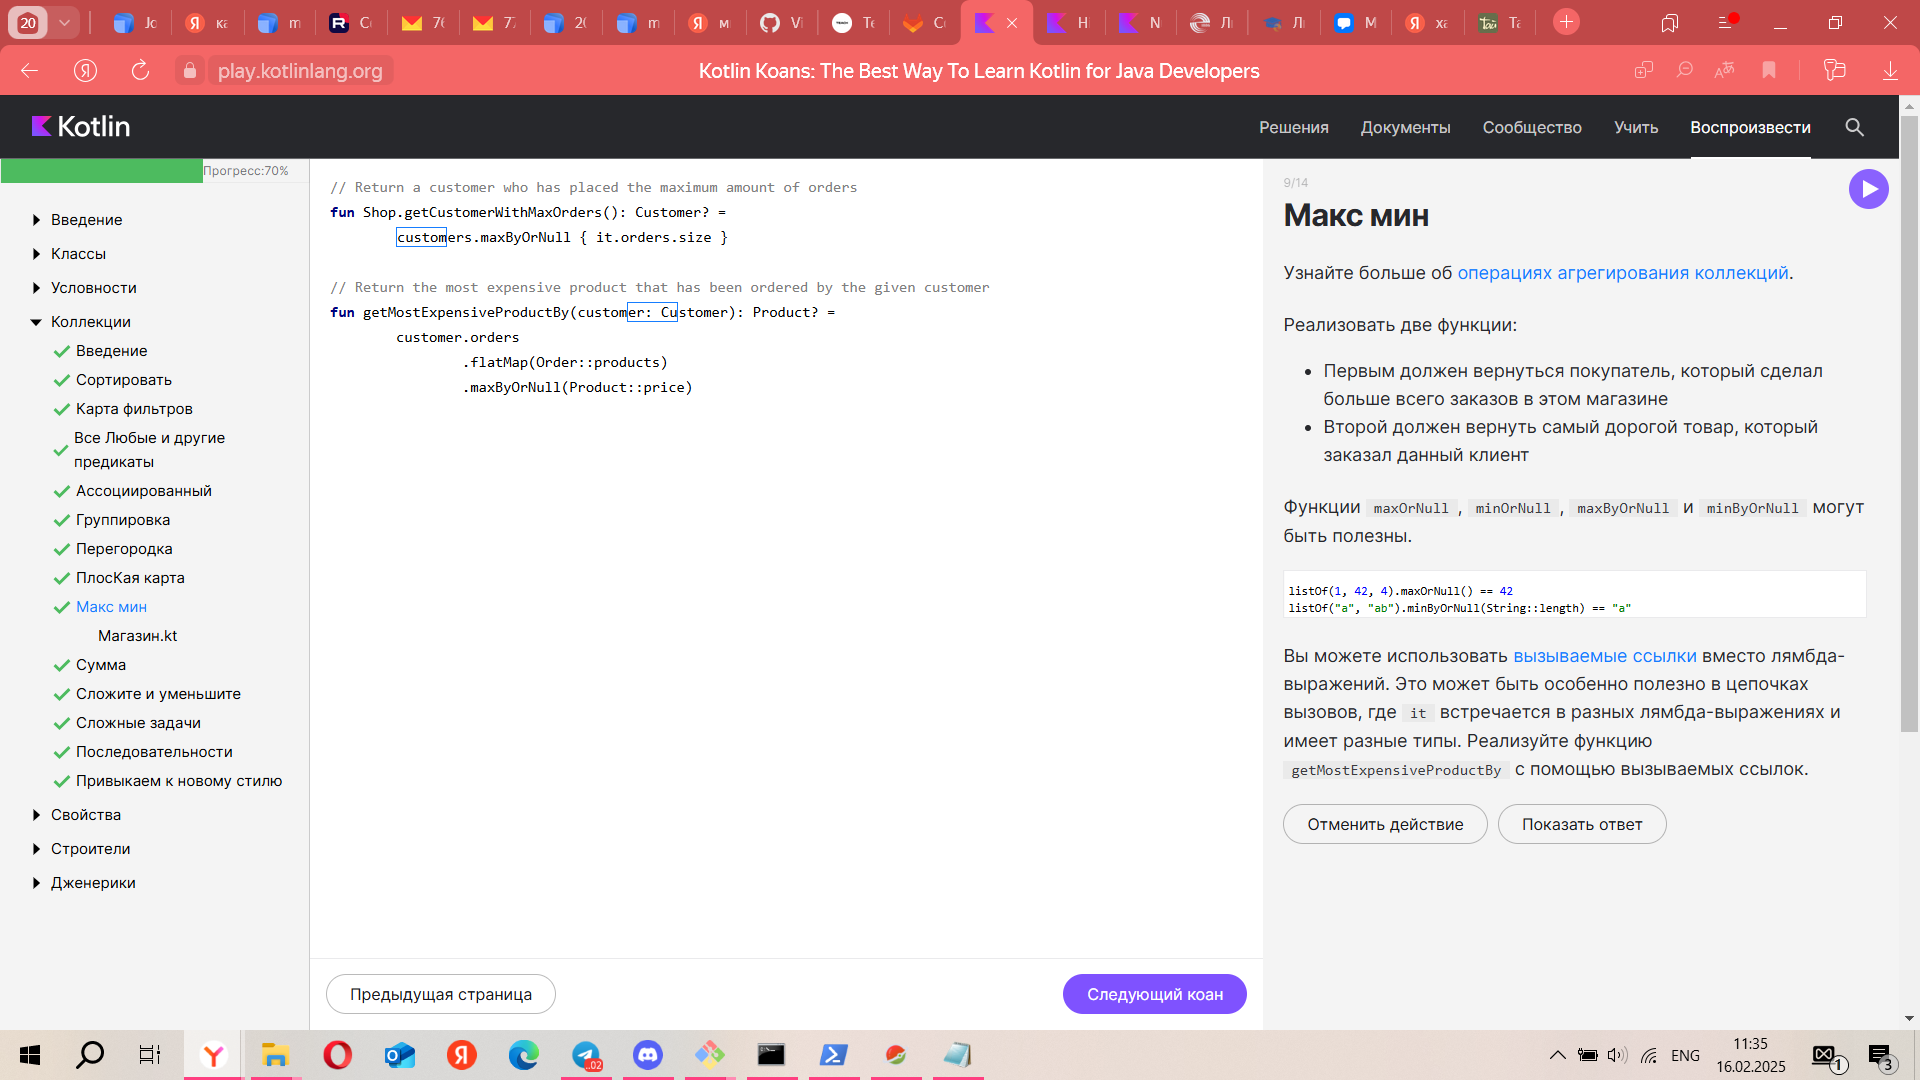 20
play.kotlinlang.org
Kotlin Koans: The Best Way To Learn Kotlin for Java Developers
Kotlin
Решения
Документы
Сообщество
Учить
Воспроизвести
Прогресс:70%
Введение
Классы
Условности
Коллекции
Введение
Сортировать
Карта фильтров
Все Любые и другие
предикаты
Ассоциированный
Группировка
Перегородка
ПлосКая карта
Макс мин
Магазин.kt
Сумма
Сложите и уменьшите
Сложные задачи
Последовательности
Привыкаем к новому стилю
Свойства
Строители
Дженерики
// Return a customer who has placed the maximum amount of orders
fun Shop.getCustomerWithMaxOrders(): Customer? =
customers.maxByOrNull { it.orders.size }
// Return the most expensive product that has been ordered by the given customer
fun getMostExpensiveProductBy(customer: Customer): Product? =
customer.orders
.flatMap(Order::products)
.maxByOrNull(Product::price)
Предыдущая страница
Следующий коан
9/14
Макс мин
Узнайте больше об операциях агрегирования коллекций.
Реализовать две функции:
• Первым должен вернуться покупатель, который сделал
больше всего заказов в этом магазине
• Второй должен вернуть самый дорогой товар, который
заказал данный клиент
Функции maxOrNull, minOrNull, maxByOrNull и minByOrNull могут
быть полезны.
listOf(1, 42, 4).maxOrNull() == 42
listOf("a", "ab").minByOrNull(String::length) == "a"
Вы можете использовать вызываемые ссылки вместо лямбда-
выражений. Это может быть особенно полезно в цепочках
вызовов, где it встречается в разных лямбда-выражениях и
имеет разные типы. Реализуйте функцию
getMostExpensiveProductBy с помощью вызываемых ссылок.
Отменить действие
Показать ответ
ENG
11:35
16.02.2025
1
3